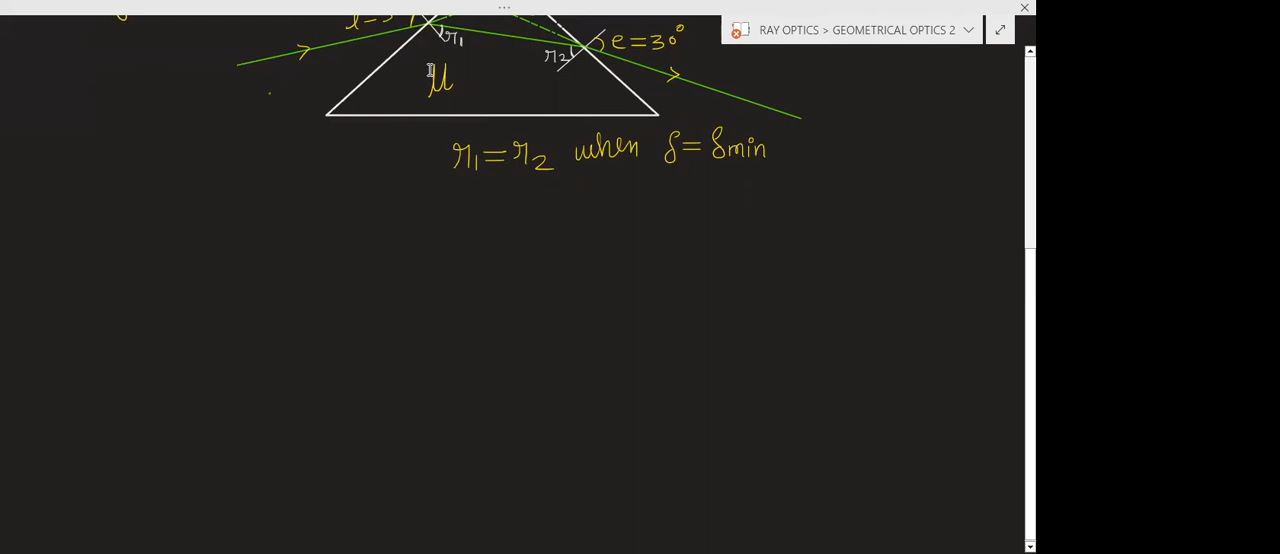 RAY OPTICS > GEOMETRICAL OPTICS 2
r1
r2
e=30°
μ
r1=r2 when δ=δmin